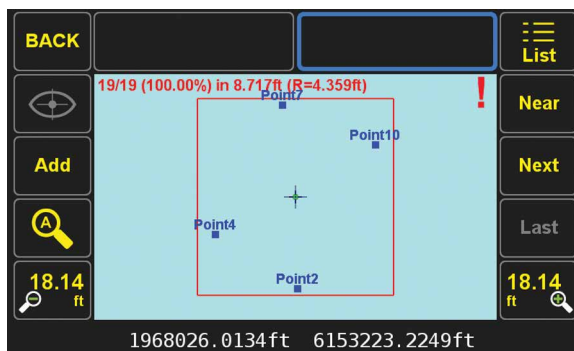 BACK
List
19/19 (100.00%) in 8.717ft (R=4.359ft)
!
Point7
Near
Point10
Add
Next
A
Point4
Last
18.14
ft
Point2
18.14
ft
1968026.0134ft 6153223.2249ft